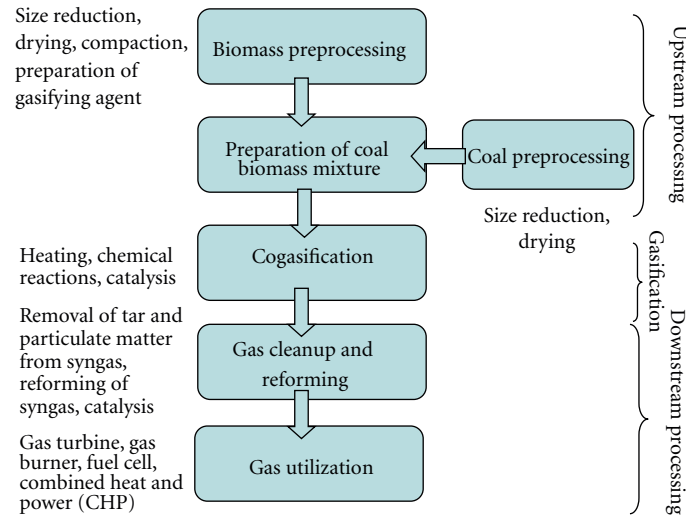 Size reduction,
drying, compaction,
preparation of
gasifying agent
Biomass preprocessing
Upstream processing
Preparation of coal
biomass mixture
Coal preprocessing
Size reduction,
drying
Heating, chemical
reactions, catalysis
Cogasification
Gasification
Removal of tar and
particulate matter
from syngas,
reforming of
syngas, catalysis
Gas cleanup and
reforming
Downstream processing
Gas turbine, gas
burner, fuel cell,
combined heat and
power (CHP)
Gas utilization